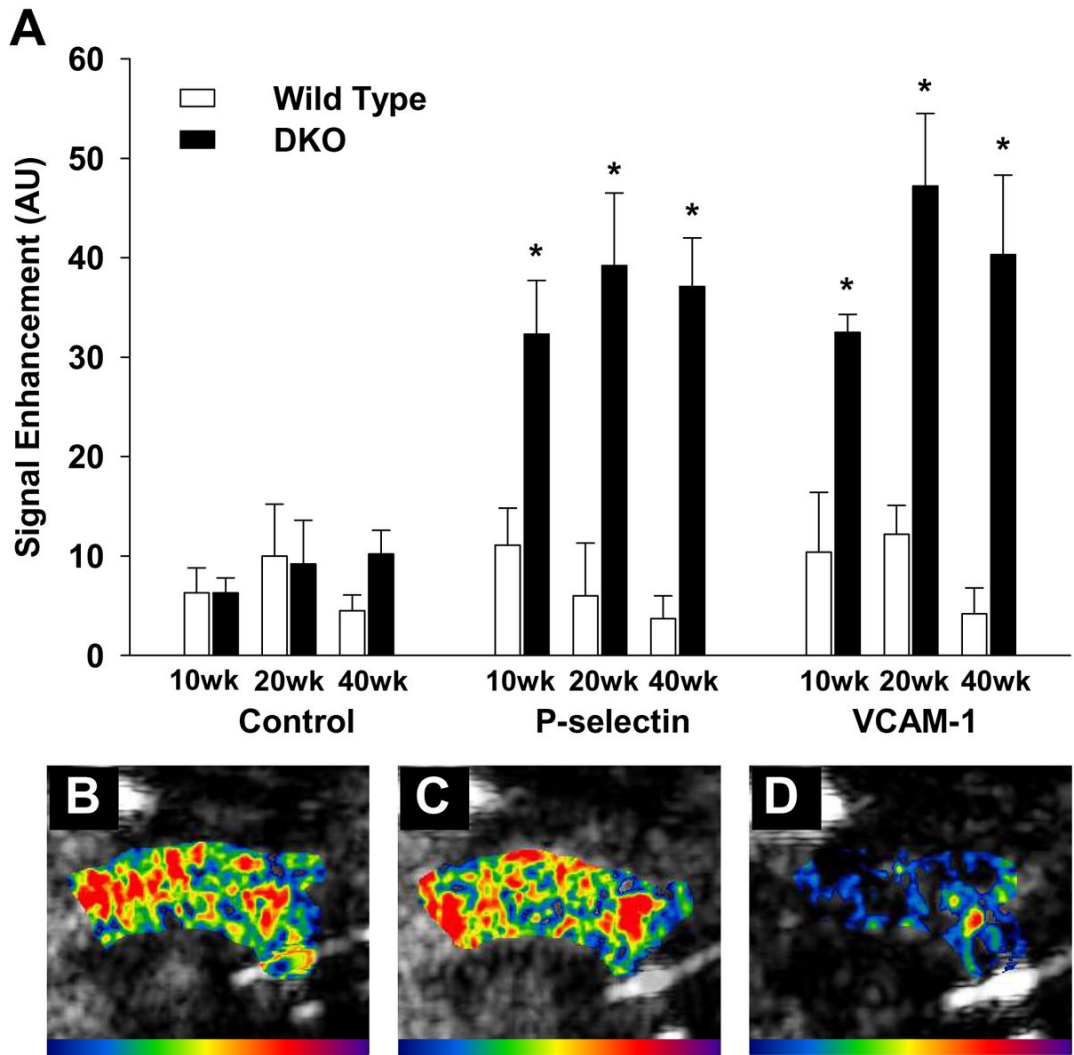 A
60
50
40
30
20
10
0
Signal Enhancement (AU)
Wild Type
DKO
* * * * * *
10wk 20wk 40wk 10wk 20wk 40wk 10wk 20wk 40wk
Control P-selectin VCAM-1
B C D